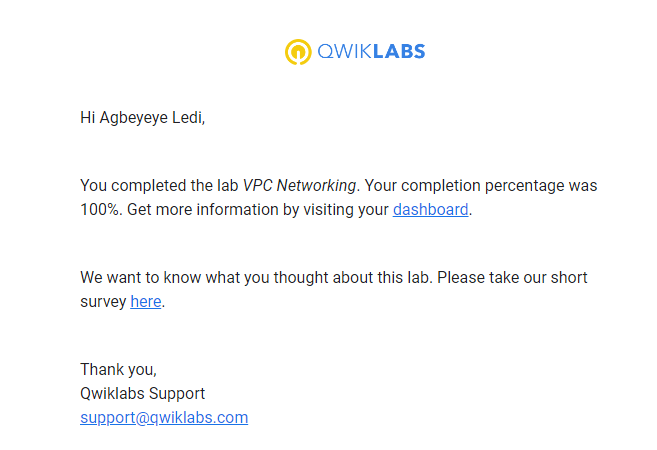 QWIKLABS
Hi Agbeyeye Ledi,
You completed the lab VPC Networking. Your completion percentage was
100%. Get more information by visiting your dashboard.
We want to know what you thought about this lab. Please take our short
survey here.
Thank you,
Qwiklabs Support
support@qwiklabs.com